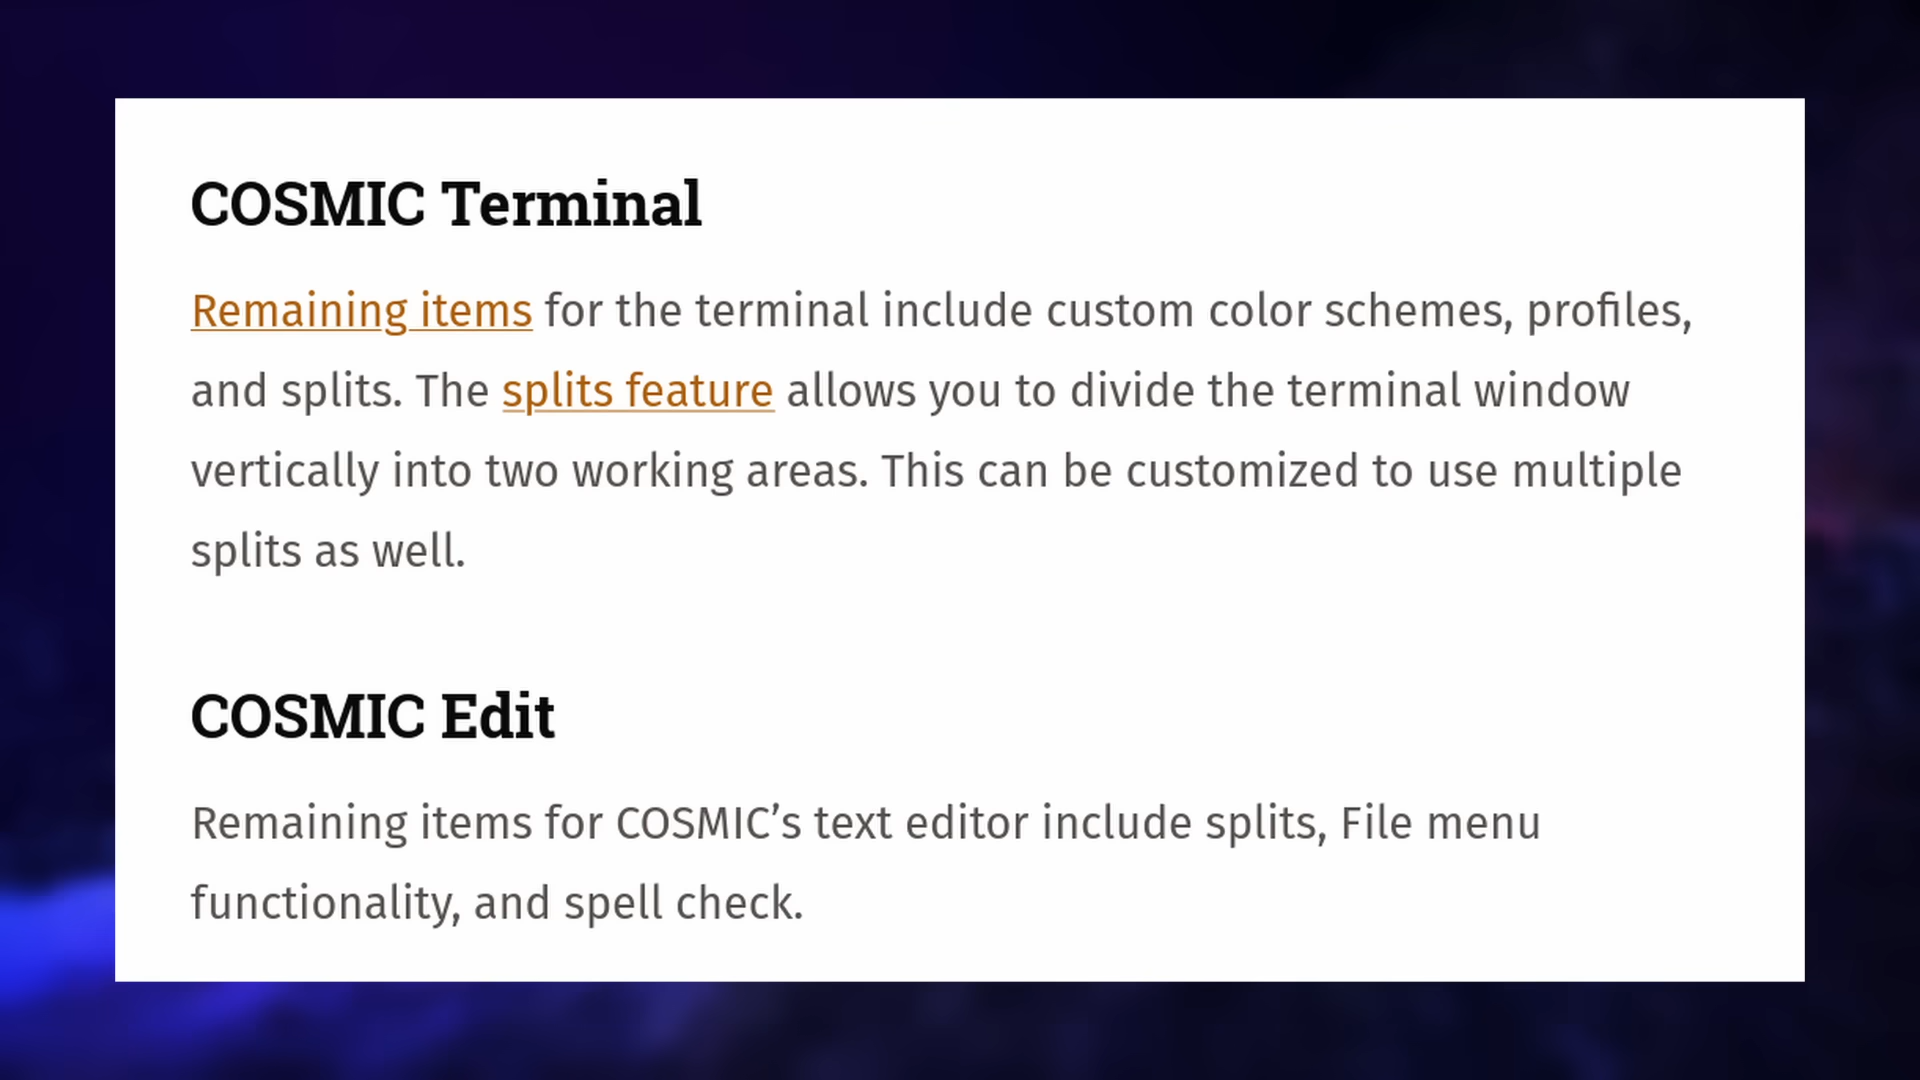 COSMIC Terminal
Remaining items for the terminal include custom color schemes, profiles,
and splits. The splits feature allows you to divide the terminal window
vertically into two working areas. This can be customized to use multiple
splits as well.
COSMIC Edit
Remaining items for COSMIC’s text editor include splits, File menu
functionality, and spell check.